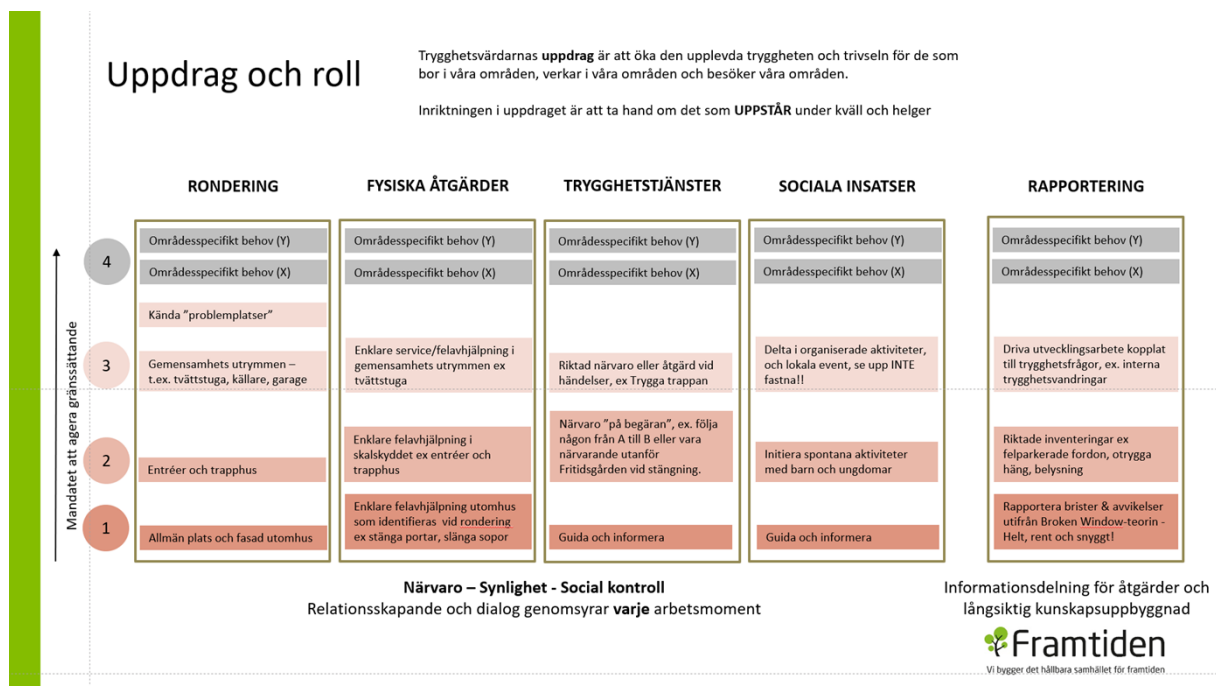 Uppdrag och roll
Trygghetsvärdarnas uppdrag är att öka den upplevda tryggheten och trivseln för de som
bor i våra områden, verkar i våra områden och besöker våra områden.
Inriktningen i uppdraget är att ta hand om det som UPPSTÅR under kväll och helger
Mandatet att agera gränssättande
4
3
2
1
RONDERING
Områdesspecifikt behov (Y)
Områdesspecifikt behov (X)
Kända ”problemplatser”
Gemensamhets utrymmen –
t.ex. tvättstuga, källare, garage
Entréer och trapphus
Allmän plats och fasad utomhus
FYSISKA ÅTGÄRDER
Områdesspecifikt behov (Y)
Områdesspecifikt behov (X)
Enklare service/felavhjälpning i
gemensamhets utrymmen ex
tvättstuga
Enklare felavhjälpning i
skalskyddet ex entréer och
trapphus
Enklare felavhjälpning utomhus
som identifieras vid rondering
ex stänga portar, slänga sopor
TRYGGHETSTJÄNSTER
Områdesspecifikt behov (Y)
Områdesspecifikt behov (X)
Riktad närvaro eller åtgärd vid
händelser, ex Trygga trappan
Närvaro ”på begäran”, ex. följa
någon från A till B eller vara
närvarande utanför
Fritidsgården vid stängning.
Guida och informera
SOCIALA INSATSER
Områdesspecifikt behov (Y)
Områdesspecifikt behov (X)
Delta i organiserade aktiviteter,
och lokala event, se upp INTE
fastna!!
Initiera spontana aktiviteter
med barn och ungdomar
Guida och informera
RAPPORTERING
Områdesspecifikt behov (Y)
Områdesspecifikt behov (X)
Driva utvecklingsarbete kopplat
till trygghetsfrågor, ex. interna
trygghetsvandringar
Riktade inventeringar ex
felparkerade fordon, otrygga
häng, belysning
Rapportera brister & avvikelser
utifrån Broken Window-teorin -
Helt, rent och snyggt!
Närvaro – Synlighet - Social kontroll
Relationsskapande och dialog genomsyrar varje arbetsmoment
Informationsdelning för åtgärder och
långsiktig kunskapsuppbyggnad
Framtiden
Vi bygger det hållbara samhället för framtiden